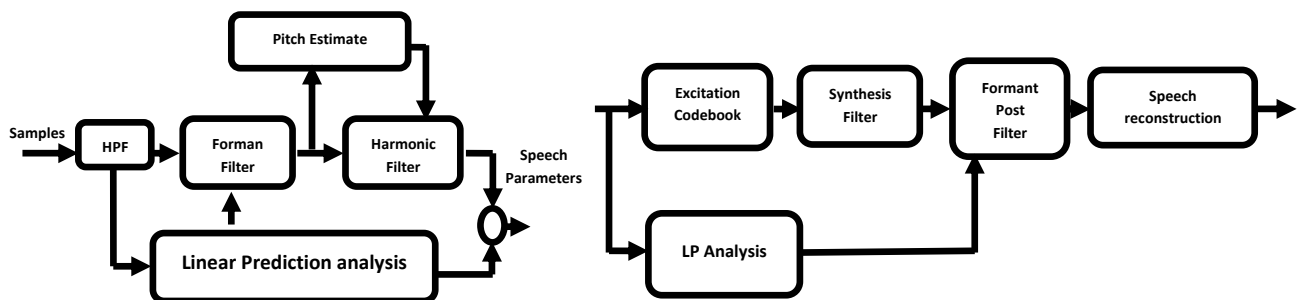 Pitch Estimate
Samples
HPF
Forman
Filter
Harmonic
Filter
Speech
Parameters
Linear Prediction analysis
Excitation
Codebook
Synthesis
Filter
Formant
Post
Filter
Speech
reconstruction
LP Analysis